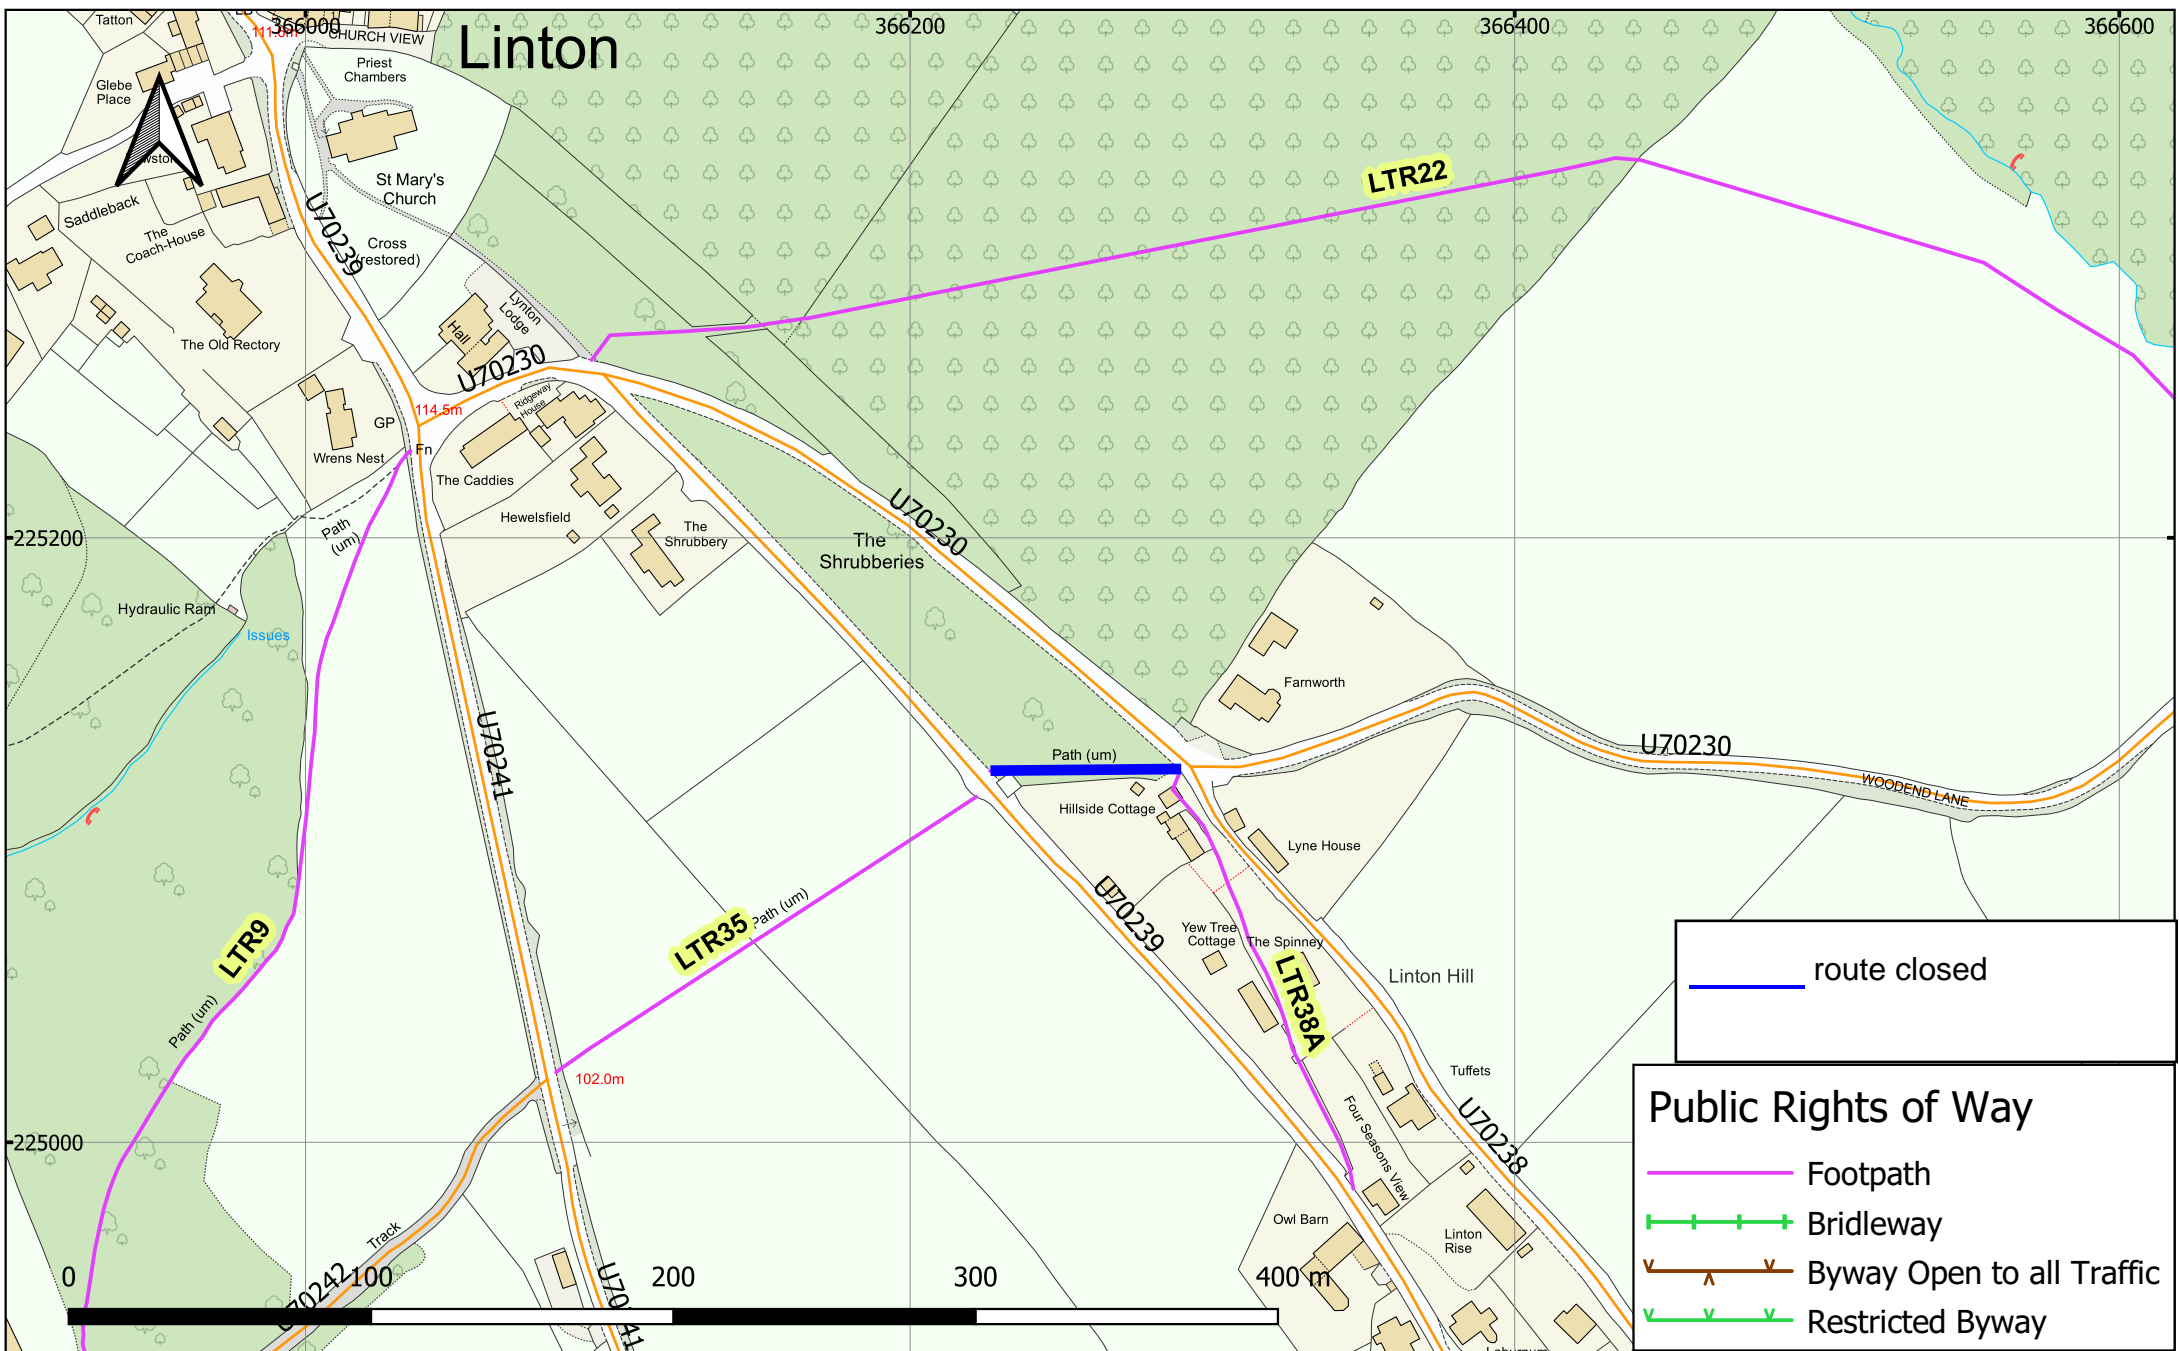 Tatton
111.6m
366000
CHURCH VIEW
Linton
366200
366400
366600
Priest
Chambers
Glebe
Place
LTR22
St Mary's
Church
Saddleback
The
Coach-House
Cross
(restored)
U70239
Lynton
Lodge
Hall
The Old Rectory
U70230
Ridgeway
House
114.5m
GP
Fn
Wrens Nest
The Caddies
Hewelsfield
The
Shrubbery
225200
Path
(um)
The
Shrubberies
U70230
Hydraulic Ram
Issues
Farnworth
U70241
U70230
Path (um)
WOODEND LANE
Hillside Cottage
Lyne House
LTR9
LTR35
Path (um)
U70239
Yew Tree
Cottage
The Spinney
LTR38A
Linton Hill
route closed
Path (um)
102.0m
Tuffets
Four Seasons View
U70238
225000
Public Rights of Way
Footpath
Bridleway
Byway Open to all Traffic
Restricted Byway
Track
Owl Barn
Linton
Rise
U70242
0
100
200
300
400 m